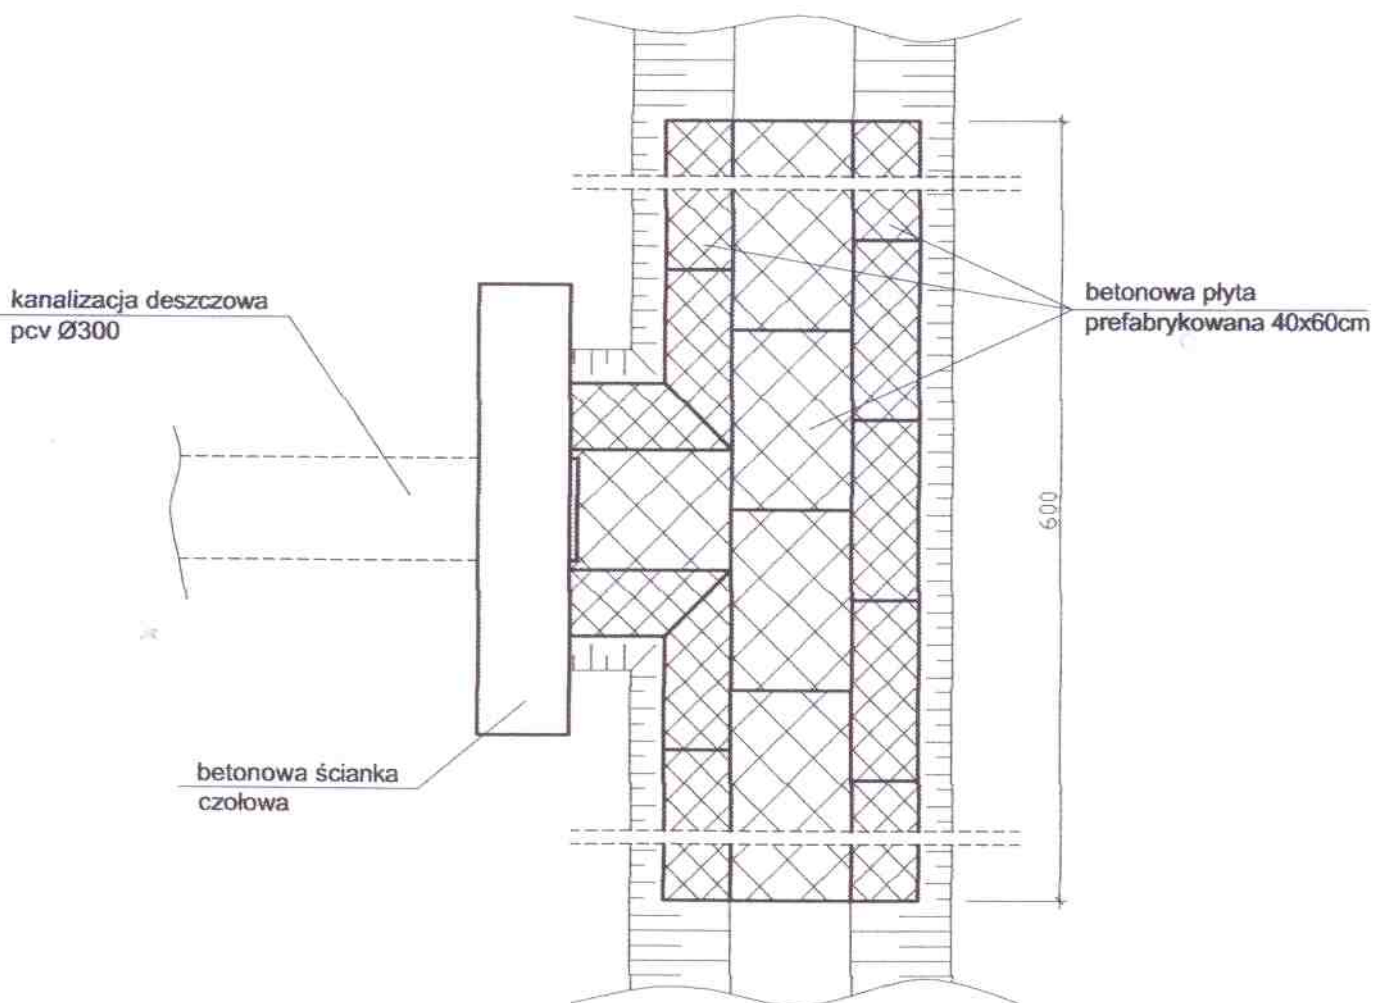 kanalizacja deszczowa
pcv Ø300
betonowa płyta
prefabrykowana 40x60cm
600
betonowa ścianka
czołowa